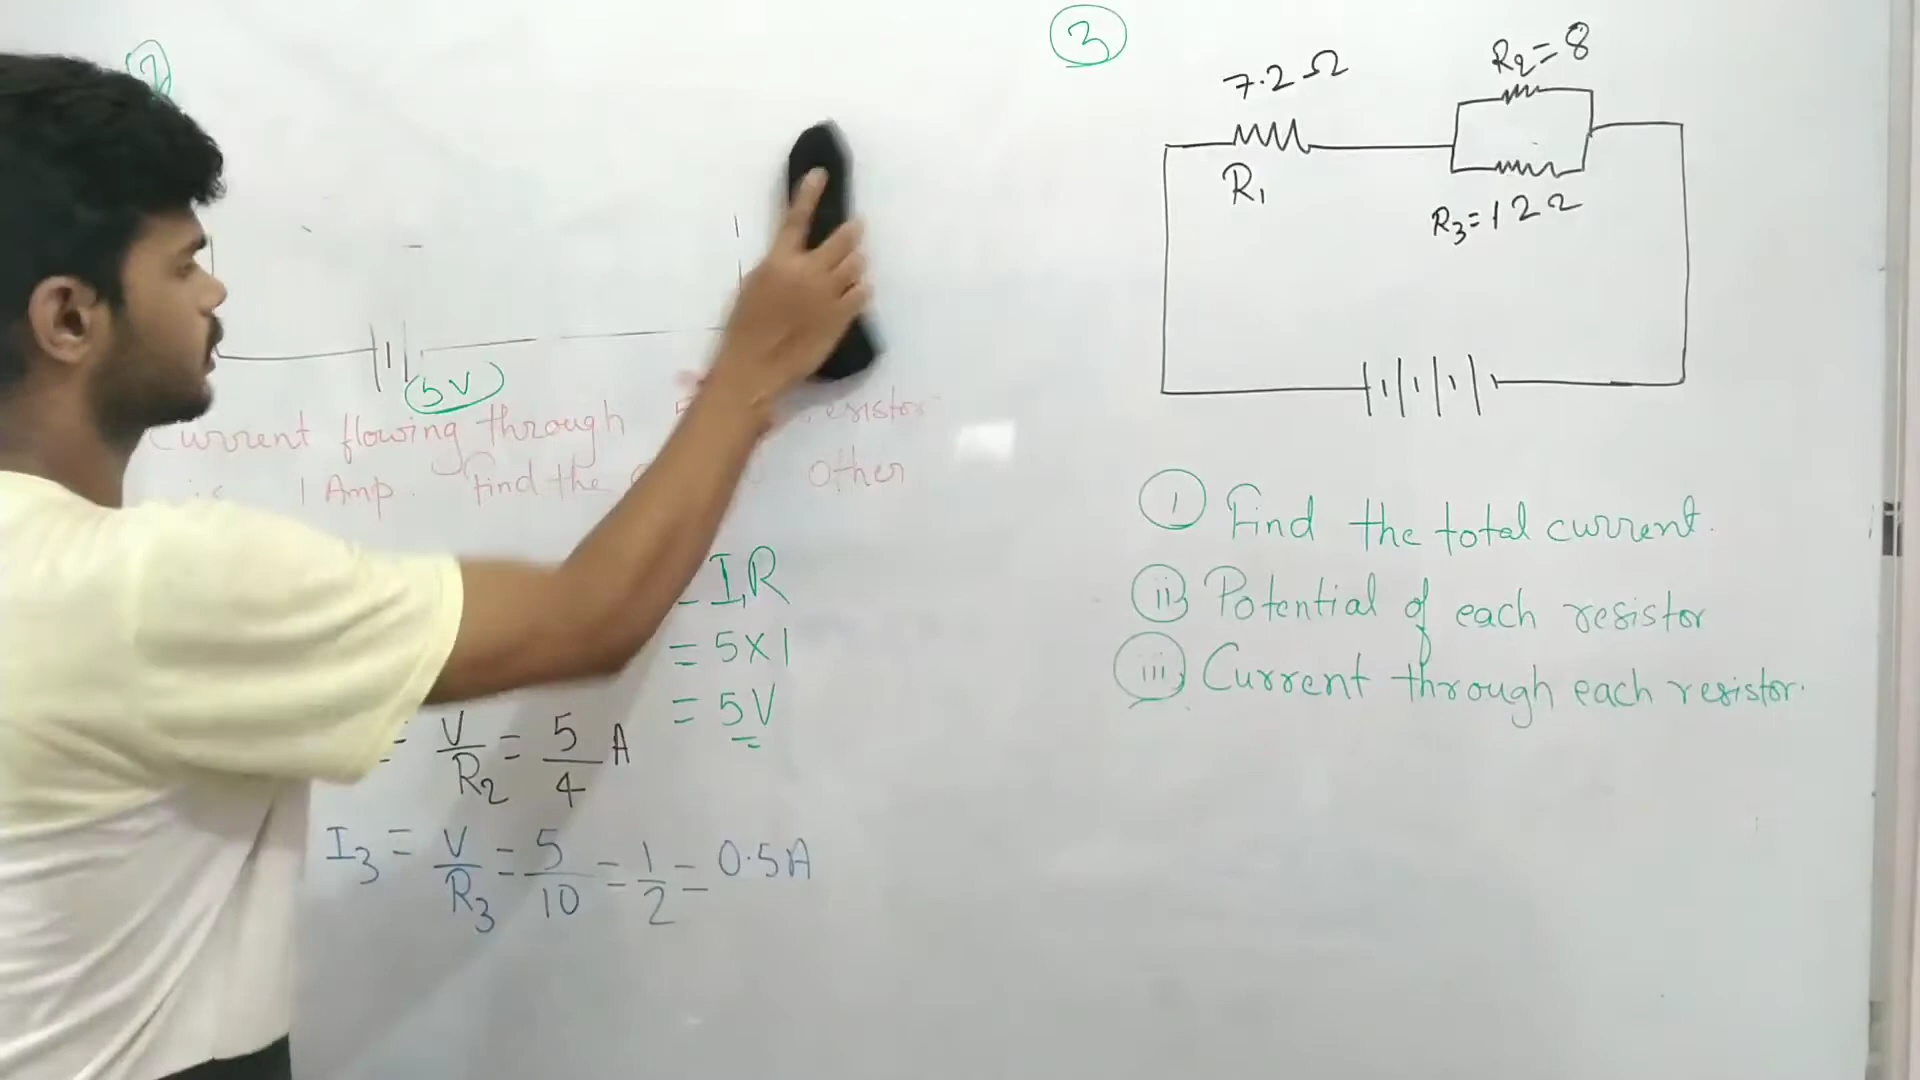 5V
Current flowing through resistor
is 1 Amp. find the other
= I₁R
= 5×1
= 5V
= V/R₂ = 5/4 A
I₃ = V/R₃ = 5/10 = 1/2 = 0.5A
3
7.2 Ω
R₁
R₂=8
R₃=12Ω
i Find the total current.
ii Potential of each resistor
iii Current through each resistor.